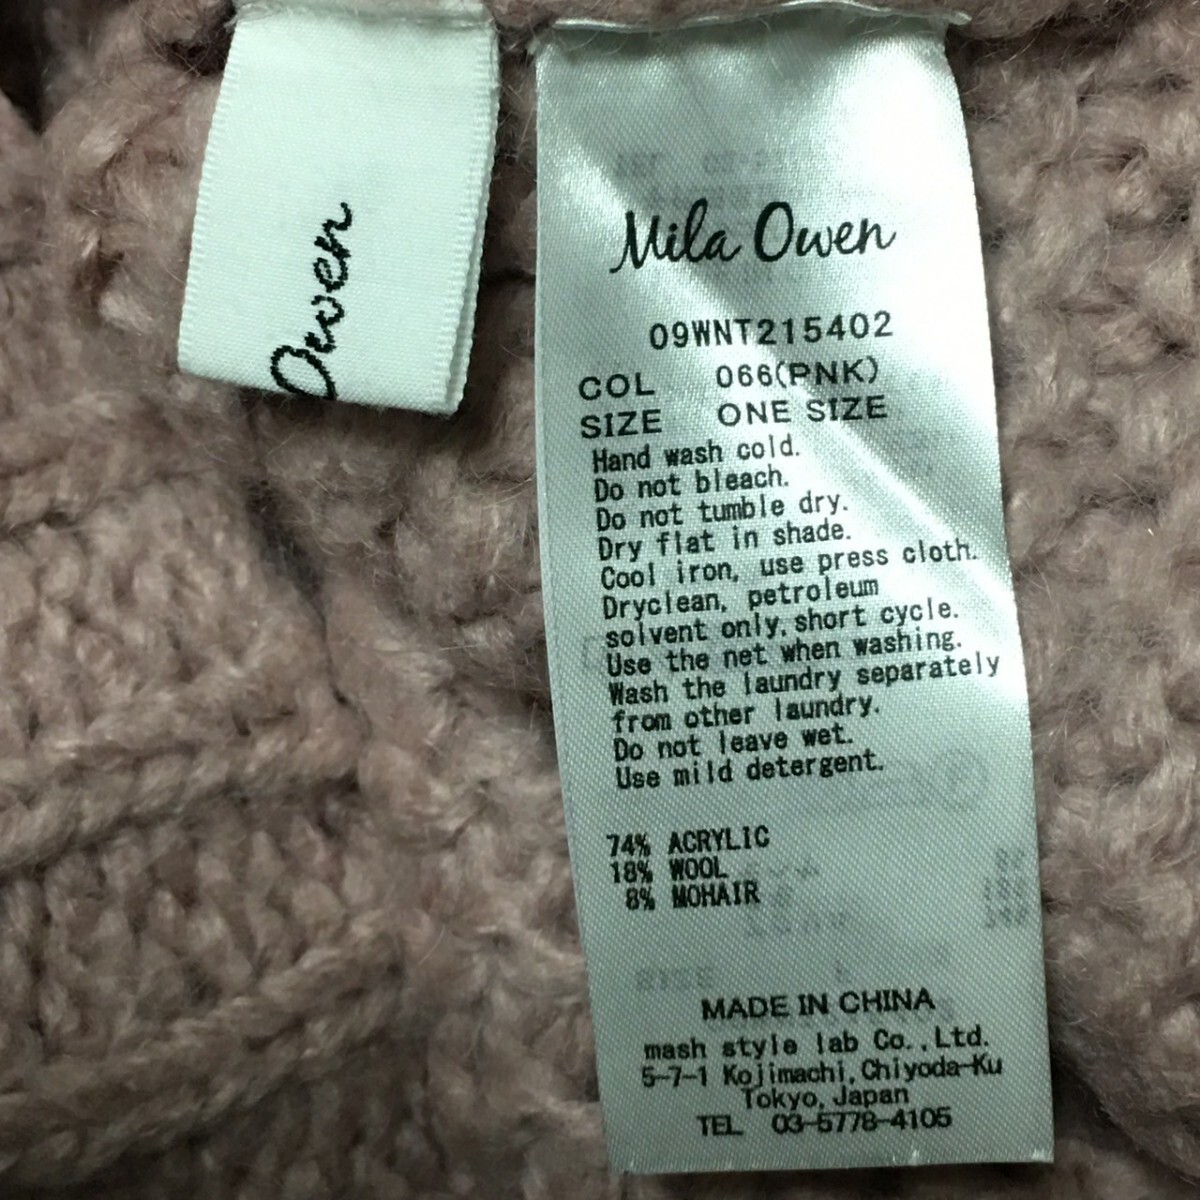 Owen
Mila Owen
09WNT215402
COL 066(PNK)
SIZE ONE SIZE
Hand wash cold.
Do not bleach.
Do not tumble dry.
Dry flat in shade.
Cool iron, use press cloth.
Dryclean, petroleum
solvent only, short cycle.
Use the net when washing.
Wash the laundry separately
from other laundry.
Do not leave wet.
Use mild detergent.
74% ACRYLIC
18% WOOL
8% MOHAIR
MADE IN CHINA
mash style lab Co.,Ltd.
5-7-1 Kojimachi, Chiyoda-Ku
Tokyo, Japan
TEL 03-5778-4105